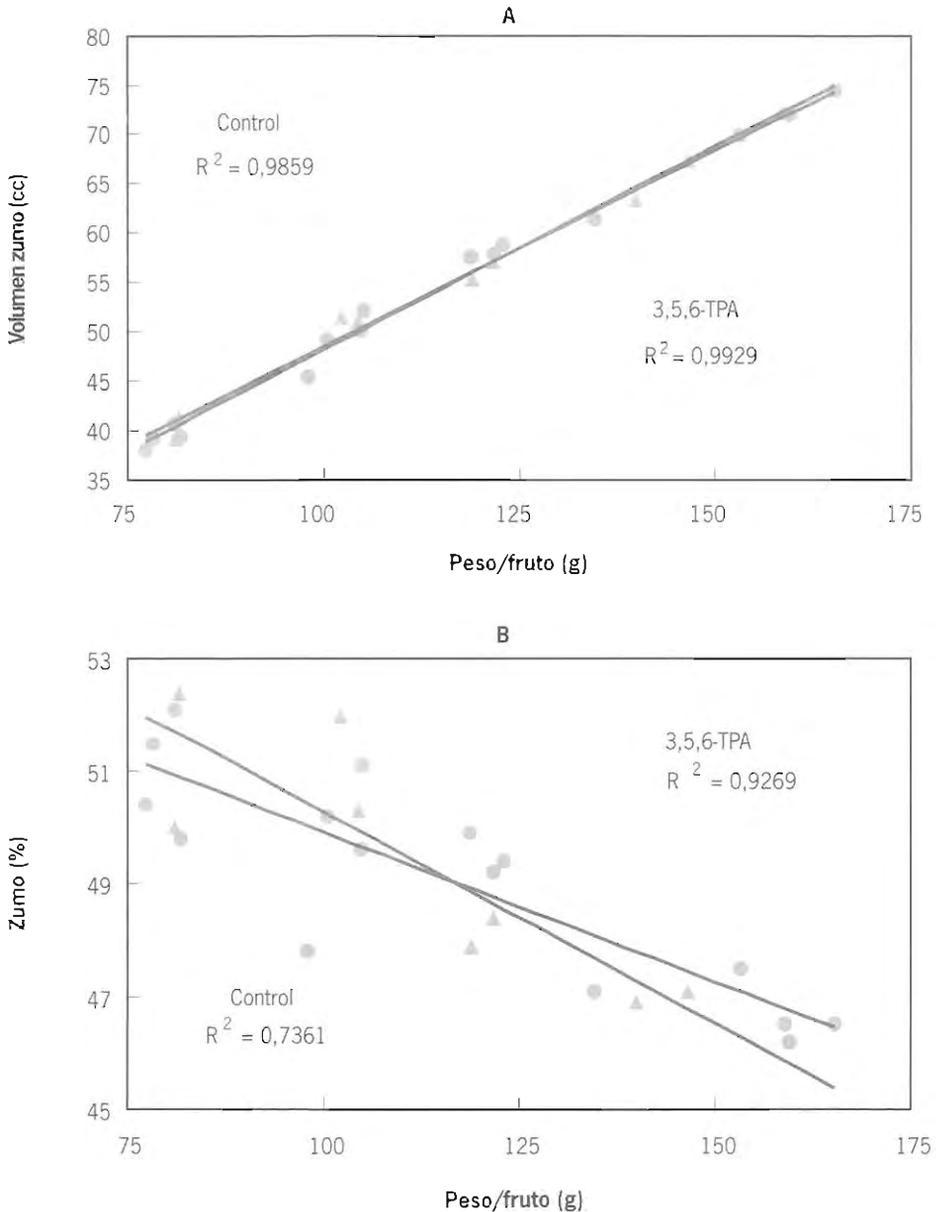 A
80
75
70
65
60
55
50
45
40
35
Volumen zumo (cc)
Control
R² = 0,9859
3,5,6-TPA
R² = 0,9929
75 100 125 150 175
Peso/fruto (g)
B
53
51
49
47
45
Zumo (%)
3,5,6-TPA
R² = 0,9269
Control
R² = 0,7361
75 100 125 150 175
Peso/fruto (g)